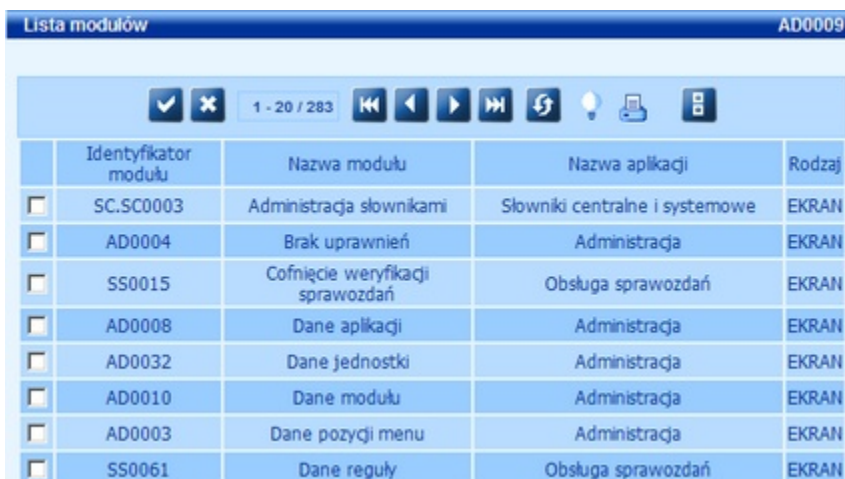 Lista modułów AD0009
1 - 20 / 283
Identyfikator modułu Nazwa modułu Nazwa aplikacji Rodzaj
SC.SC0003 Administracja słownikami Słowniki centralne i systemowe EKRAN
AD0004 Brak uprawnień Administracja EKRAN
SS0015 Cofnięcie weryfikacji sprawozdań Obsługa sprawozdań EKRAN
AD0008 Dane aplikacji Administracja EKRAN
AD0032 Dane jednostki Administracja EKRAN
AD0010 Dane modułu Administracja EKRAN
AD0003 Dane pozycji menu Administracja EKRAN
SS0061 Dane reguły Obsługa sprawozdań EKRAN